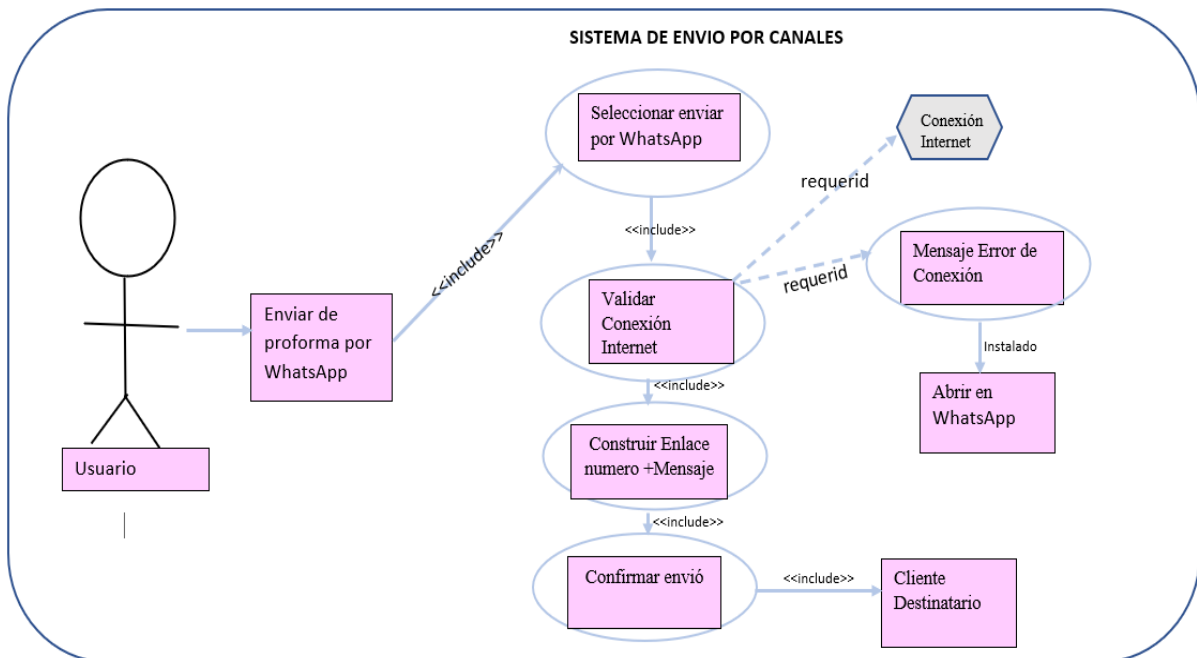 SISTEMA DE ENVIO POR CANALES
Seleccionar enviar
por WhatsApp
Conexión
Internet
requerid
<<include>>
<<include>>
Mensaje Error de
Conexión
requerid
Validar
Conexión
Internet
Enviar de
proforma por
WhatsApp
Instalado
<<include>>
Abrir en
WhatsApp
Construir Enlace
numero +Mensaje
Usuario
<<include>>
Confirmar envió
<<include>>
Cliente
Destinatario